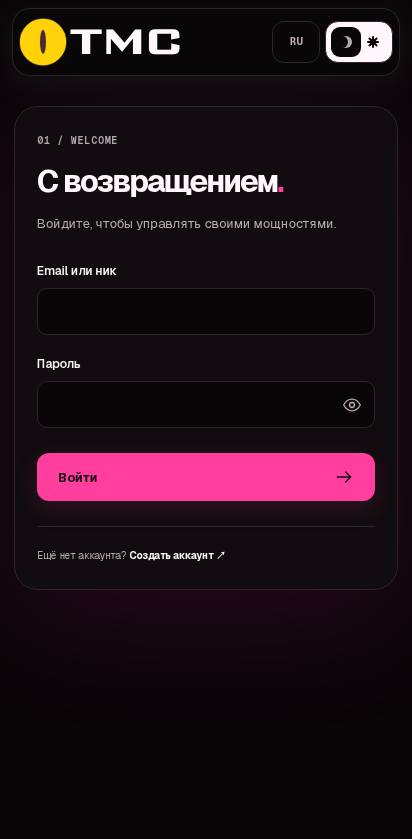 TMC
RU
01 / WELCOME
С возвращением.
Войдите, чтобы управлять своими мощностями.
Email или ник
Пароль
Войти →
Ещё нет аккаунта? Создать аккаунт ↗